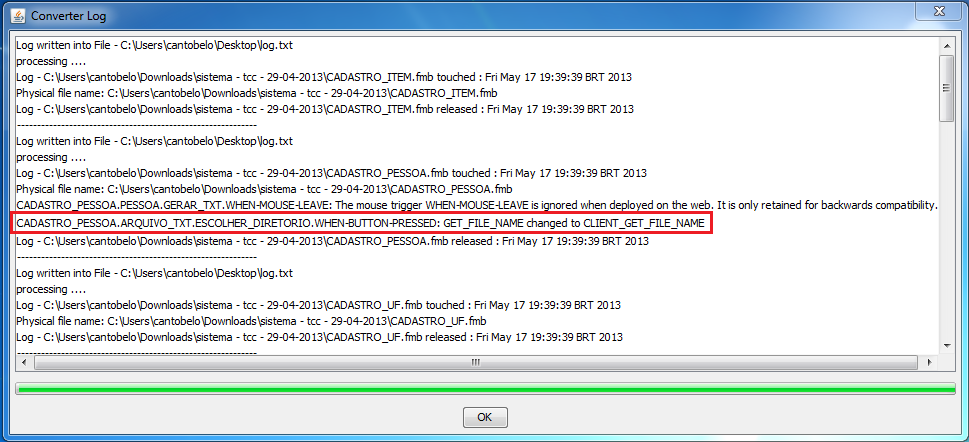 Converter Log
Log written into File - C:\Users\cantobelo\Desktop\log.txt
processing ....
Log - C:\Users\cantobelo\Downloads\sistema - tcc - 29-04-2013\CADASTRO_ITEM.fmb touched : Fri May 17 19:39:39 BRT 2013
Physical file name: C:\Users\cantobelo\Downloads\sistema - tcc - 29-04-2013\CADASTRO_ITEM.fmb
Log - C:\Users\cantobelo\Downloads\sistema - tcc - 29-04-2013\CADASTRO_ITEM.fmb released : Fri May 17 19:39:39 BRT 2013
------------------------------------------------------------
Log written into File - C:\Users\cantobelo\Desktop\log.txt
processing ....
Log - C:\Users\cantobelo\Downloads\sistema - tcc - 29-04-2013\CADASTRO_PESSOA.fmb touched : Fri May 17 19:39:39 BRT 2013
Physical file name: C:\Users\cantobelo\Downloads\sistema - tcc - 29-04-2013\CADASTRO_PESSOA.fmb
CADASTRO_PESSOA.PESSOA.GERAR_TXT.WHEN-MOUSE-LEAVE: The mouse trigger WHEN-MOUSE-LEAVE is ignored when deployed on the web. It is only retained for backwards compatibility.
CADASTRO_PESSOA.ARQUIVO_TXT.ESCOLHER_DIRETORIO.WHEN-BUTTON-PRESSED: GET_FILE_NAME changed to CLIENT_GET_FILE_NAME
Log - C:\Users\cantobelo\Downloads\sistema - tcc - 29-04-2013\CADASTRO_PESSOA.fmb released : Fri May 17 19:39:39 BRT 2013
------------------------------------------------------------
Log written into File - C:\Users\cantobelo\Desktop\log.txt
processing ....
Log - C:\Users\cantobelo\Downloads\sistema - tcc - 29-04-2013\CADASTRO_UF.fmb touched : Fri May 17 19:39:39 BRT 2013
Physical file name: C:\Users\cantobelo\Downloads\sistema - tcc - 29-04-2013\CADASTRO_UF.fmb
Log - C:\Users\cantobelo\Downloads\sistema - tcc - 29-04-2013\CADASTRO_UF.fmb released : Fri May 17 19:39:39 BRT 2013
------------------------------------------------------------
OK